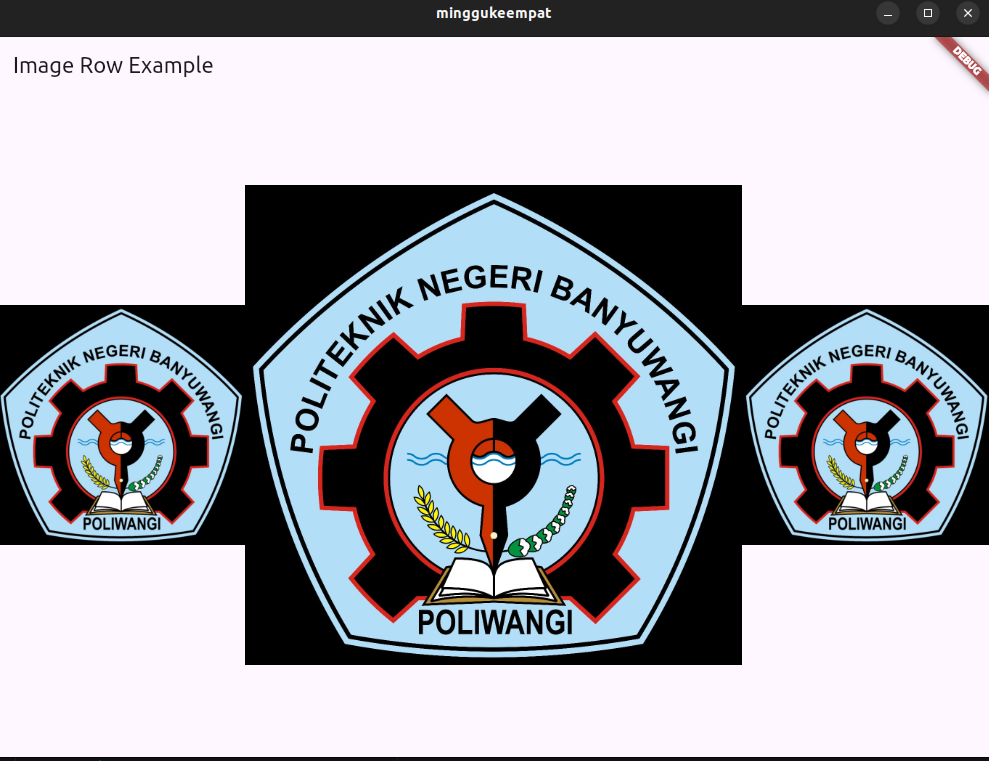 minggukeempat
Image Row Example
DEBUG
POLITEKNIK NEGERI BANYUWANGI
POLIWANGI
POLITEKNIK NEGERI BANYUWANGI
POLIWANGI
POLITEKNIK NEGERI BANYUWANGI
POLIWANGI